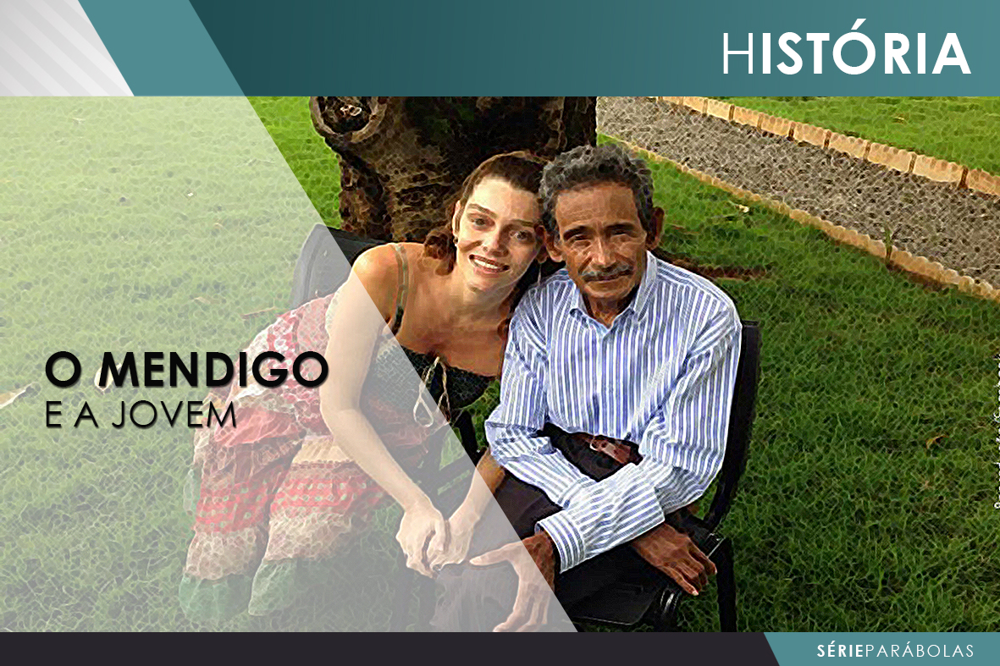 HISTÓRIA
O MENDIGO
E A JOVEM
SÉRIEPARÁBOLAS